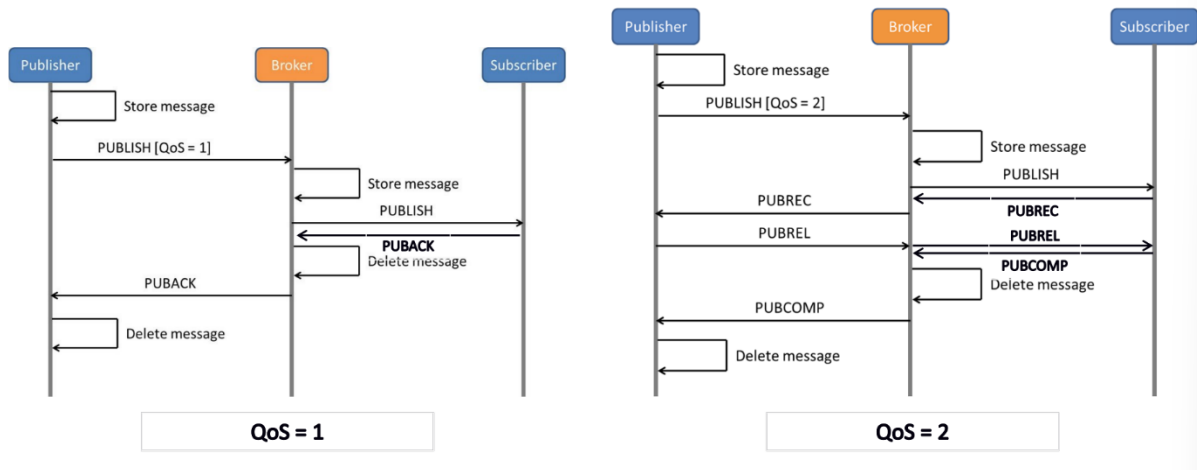 Publisher
Broker
Subscriber
Store message
PUBLISH [QoS = 1]
Store message
PUBLISH
PUBACK
Delete message
PUBACK
Delete message
QoS = 1
Publisher
Broker
Subscriber
Store message
PUBLISH [QoS = 2]
Store message
PUBLISH
PUBREC
PUBREC
PUBREL
PUBREL
PUBCOMP
Delete message
PUBCOMP
Delete message
QoS = 2